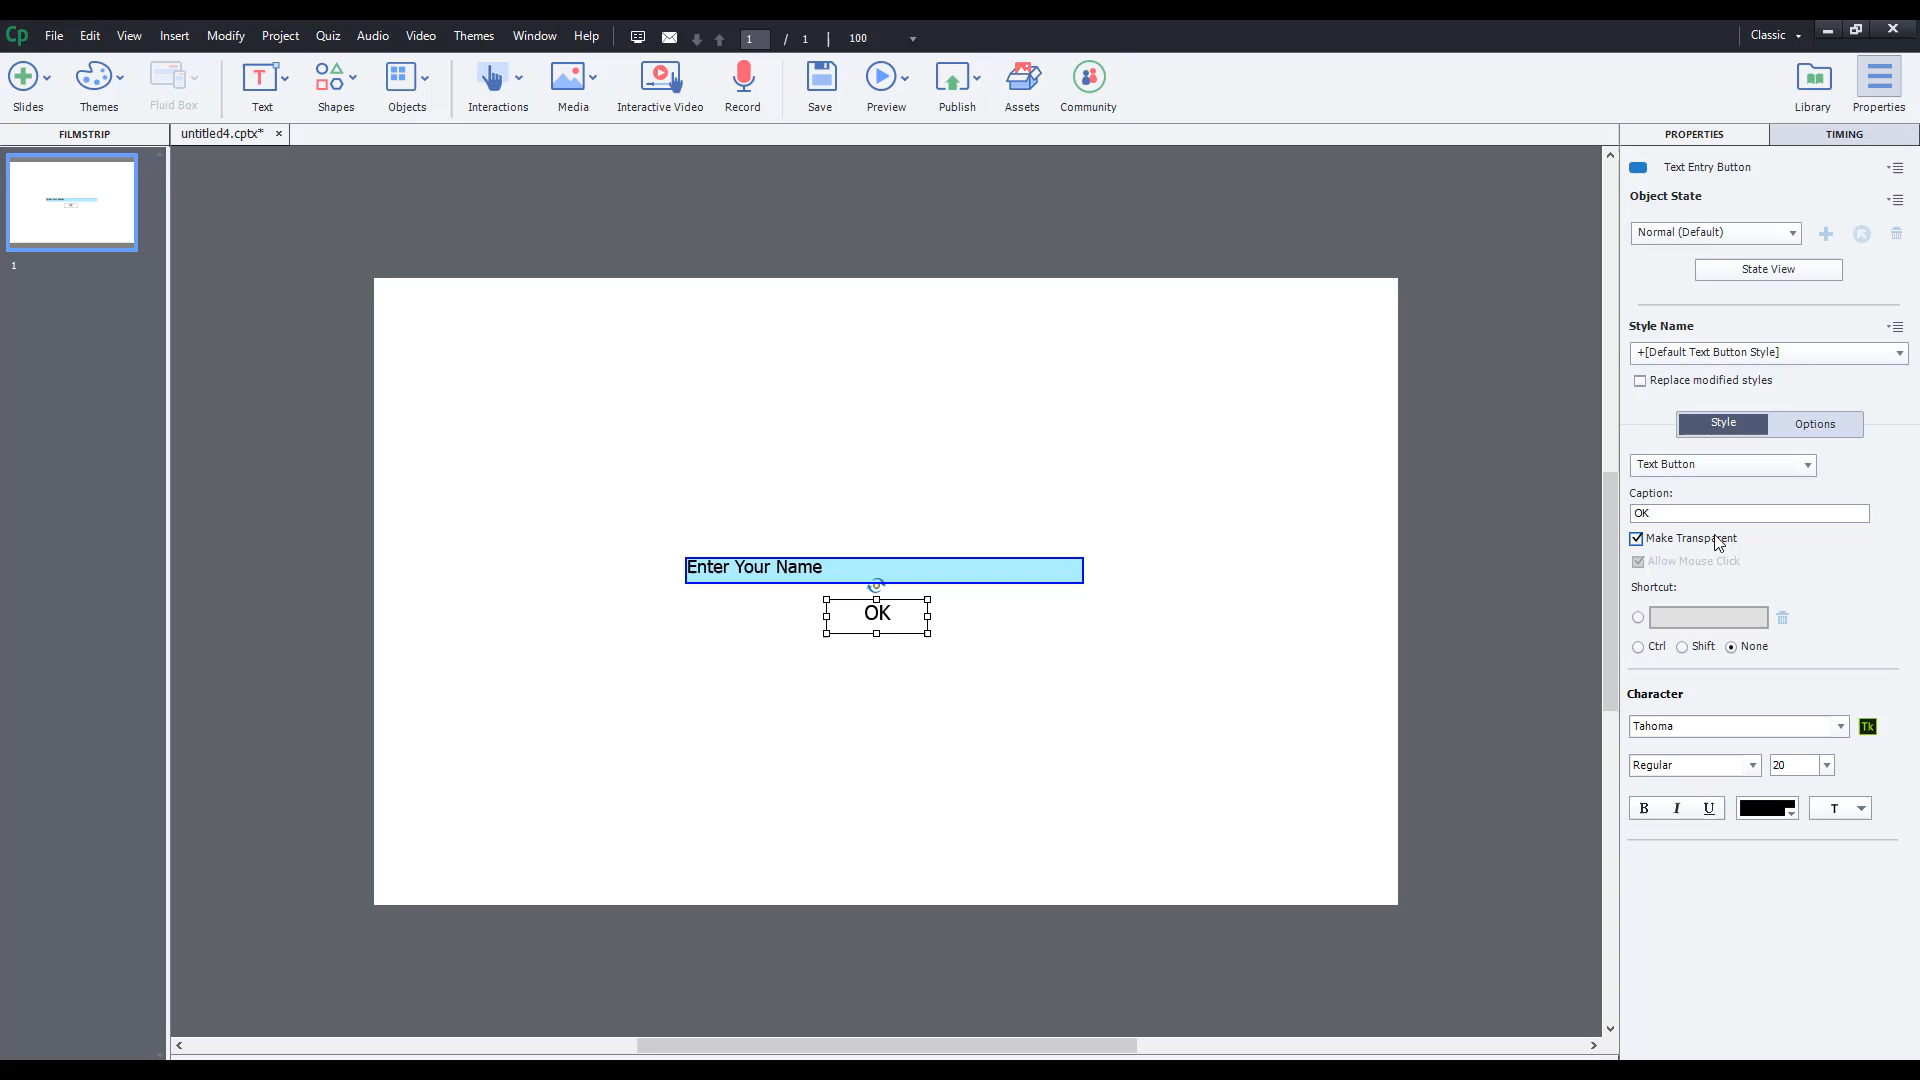 Cp File Edit View Insert Modify Project Quiz Audio Video Themes Window Help 1 / 1 100 Classic
Slides Themes Fluid Box Text Shapes Objects Interactions Media Interactive Video Record Save Preview Publish Assets Community Library Properties
FILMSTRIP untitled4.cptx* × PROPERTIES TIMING
1
Enter Your Name
OK
Text Entry Button
Object State
Normal (Default)
State View
Style Name
+[Default Text Button Style]
Replace modified styles
Style Options
Text Button
Caption:
OK
Make Transparent
Allow Mouse Click
Shortcut:
Ctrl Shift None
Character
Tahoma Tk
Regular 20
B I U T